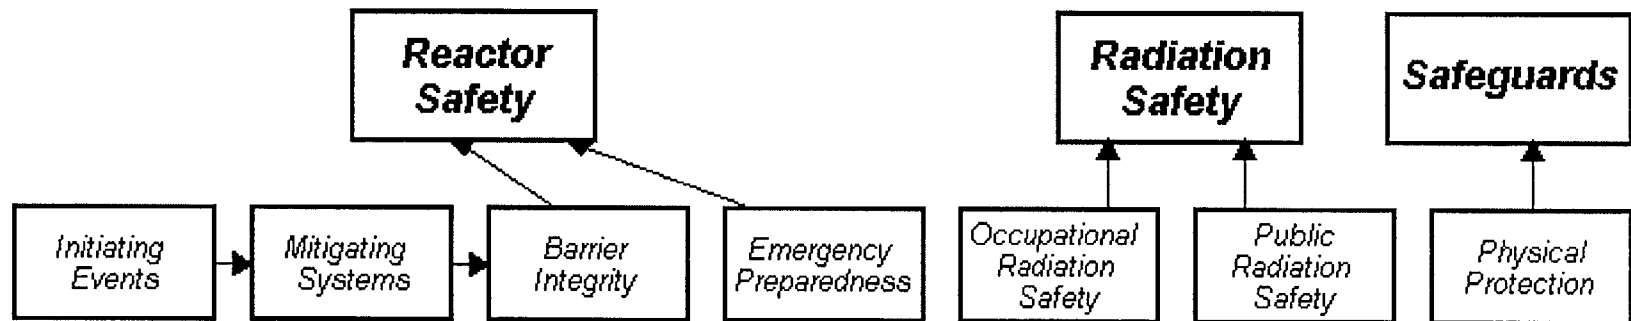 Reactor
Safety
Radiation
Safety
Safeguards
Initiating
Events
Mitigating
Systems
Barrier
Integrity
Emergency
Preparedness
Occupational
Radiation
Safety
Public
Radiation
Safety
Physical
Protection